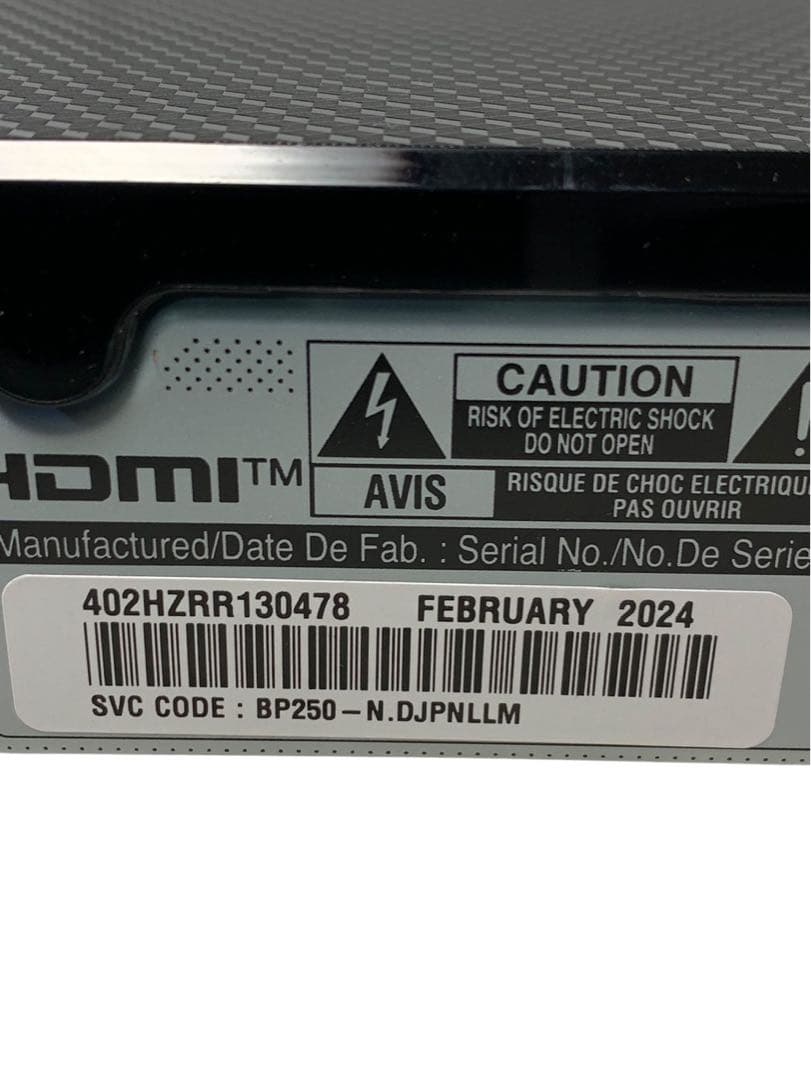 CAUTION
RISK OF ELECTRIC SHOCK
DO NOT OPEN
HDMI™
AVIS
RISQUE DE CHOC ELECTRIQU
PAS OUVRIR
Manufactured/Date De Fab. : Serial No./No.De Serie
402HZRR130478 FEBRUARY 2024
SVC CODE : BP250-N.DJPNLLM